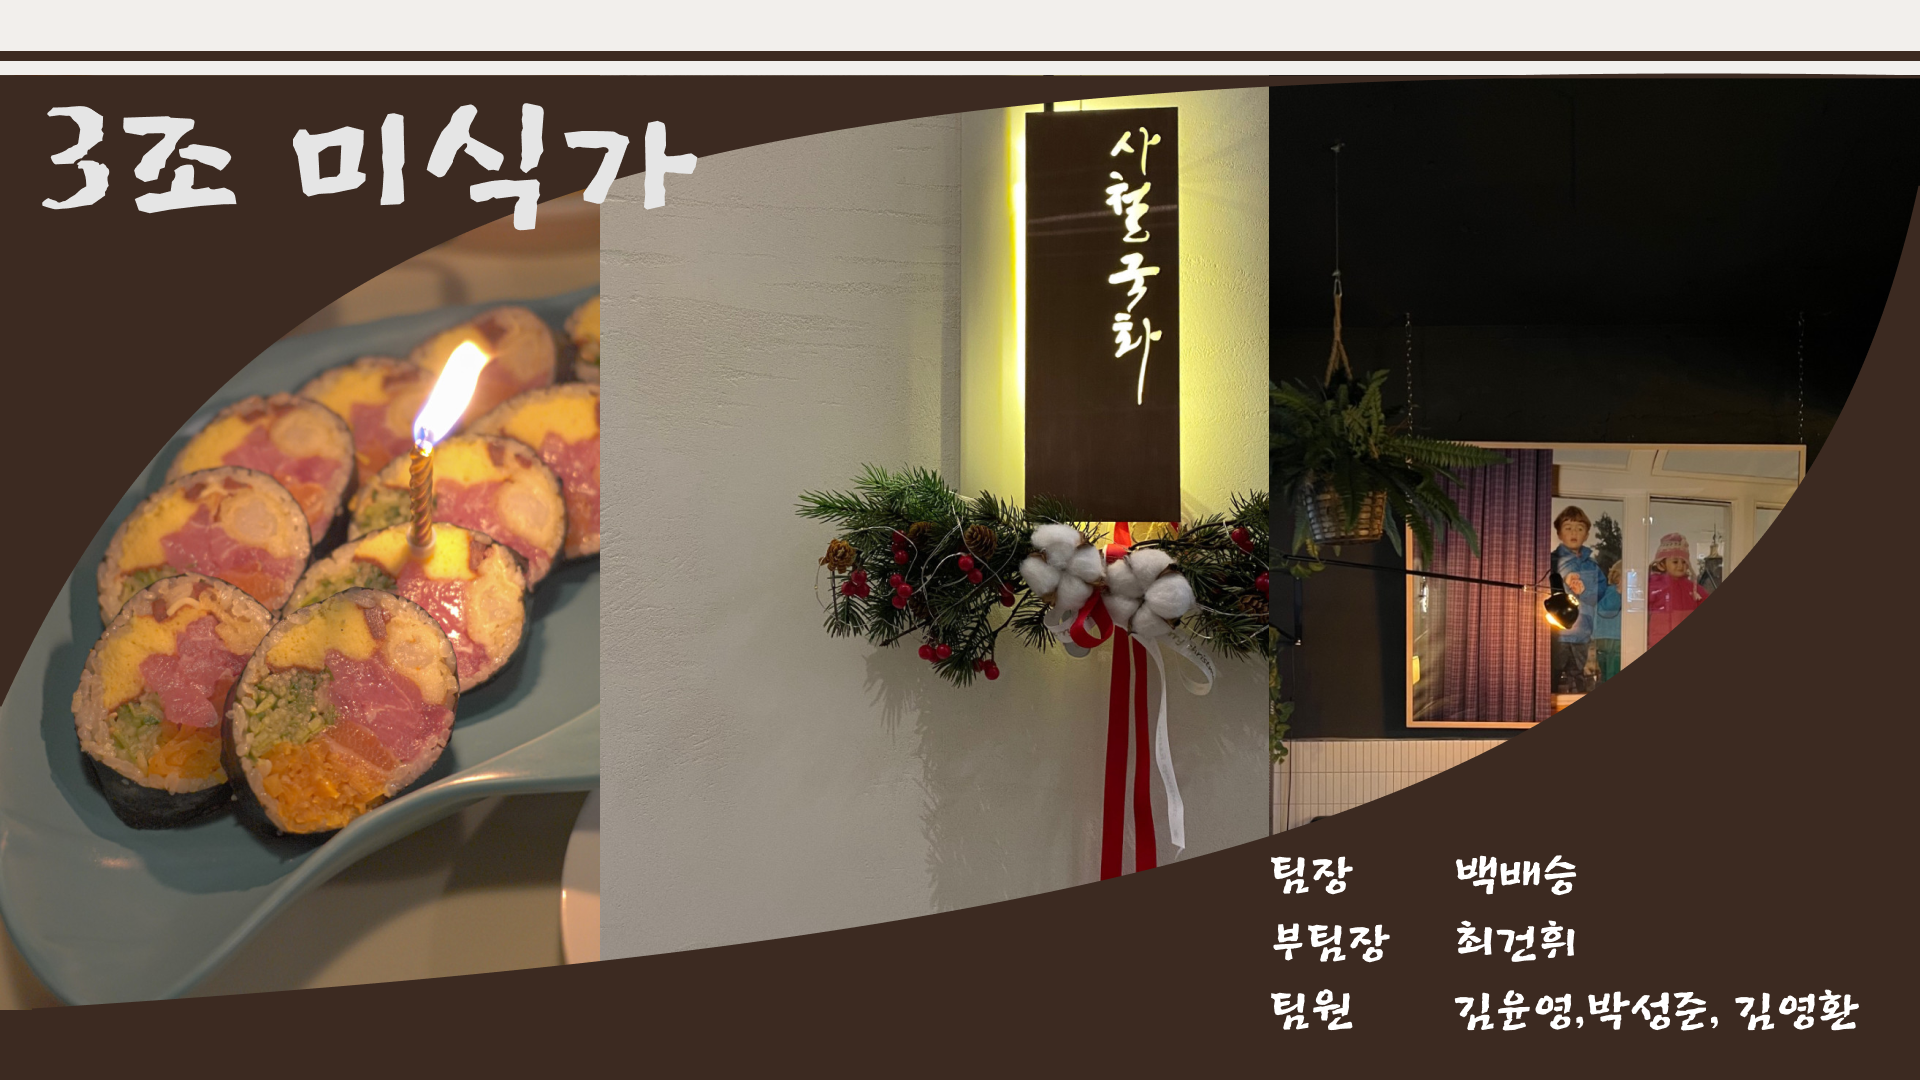 3조 미식가
사
철
국
화
팀장 백배승
부팀장 최건휘
팀원 김윤영,박성준, 김영환